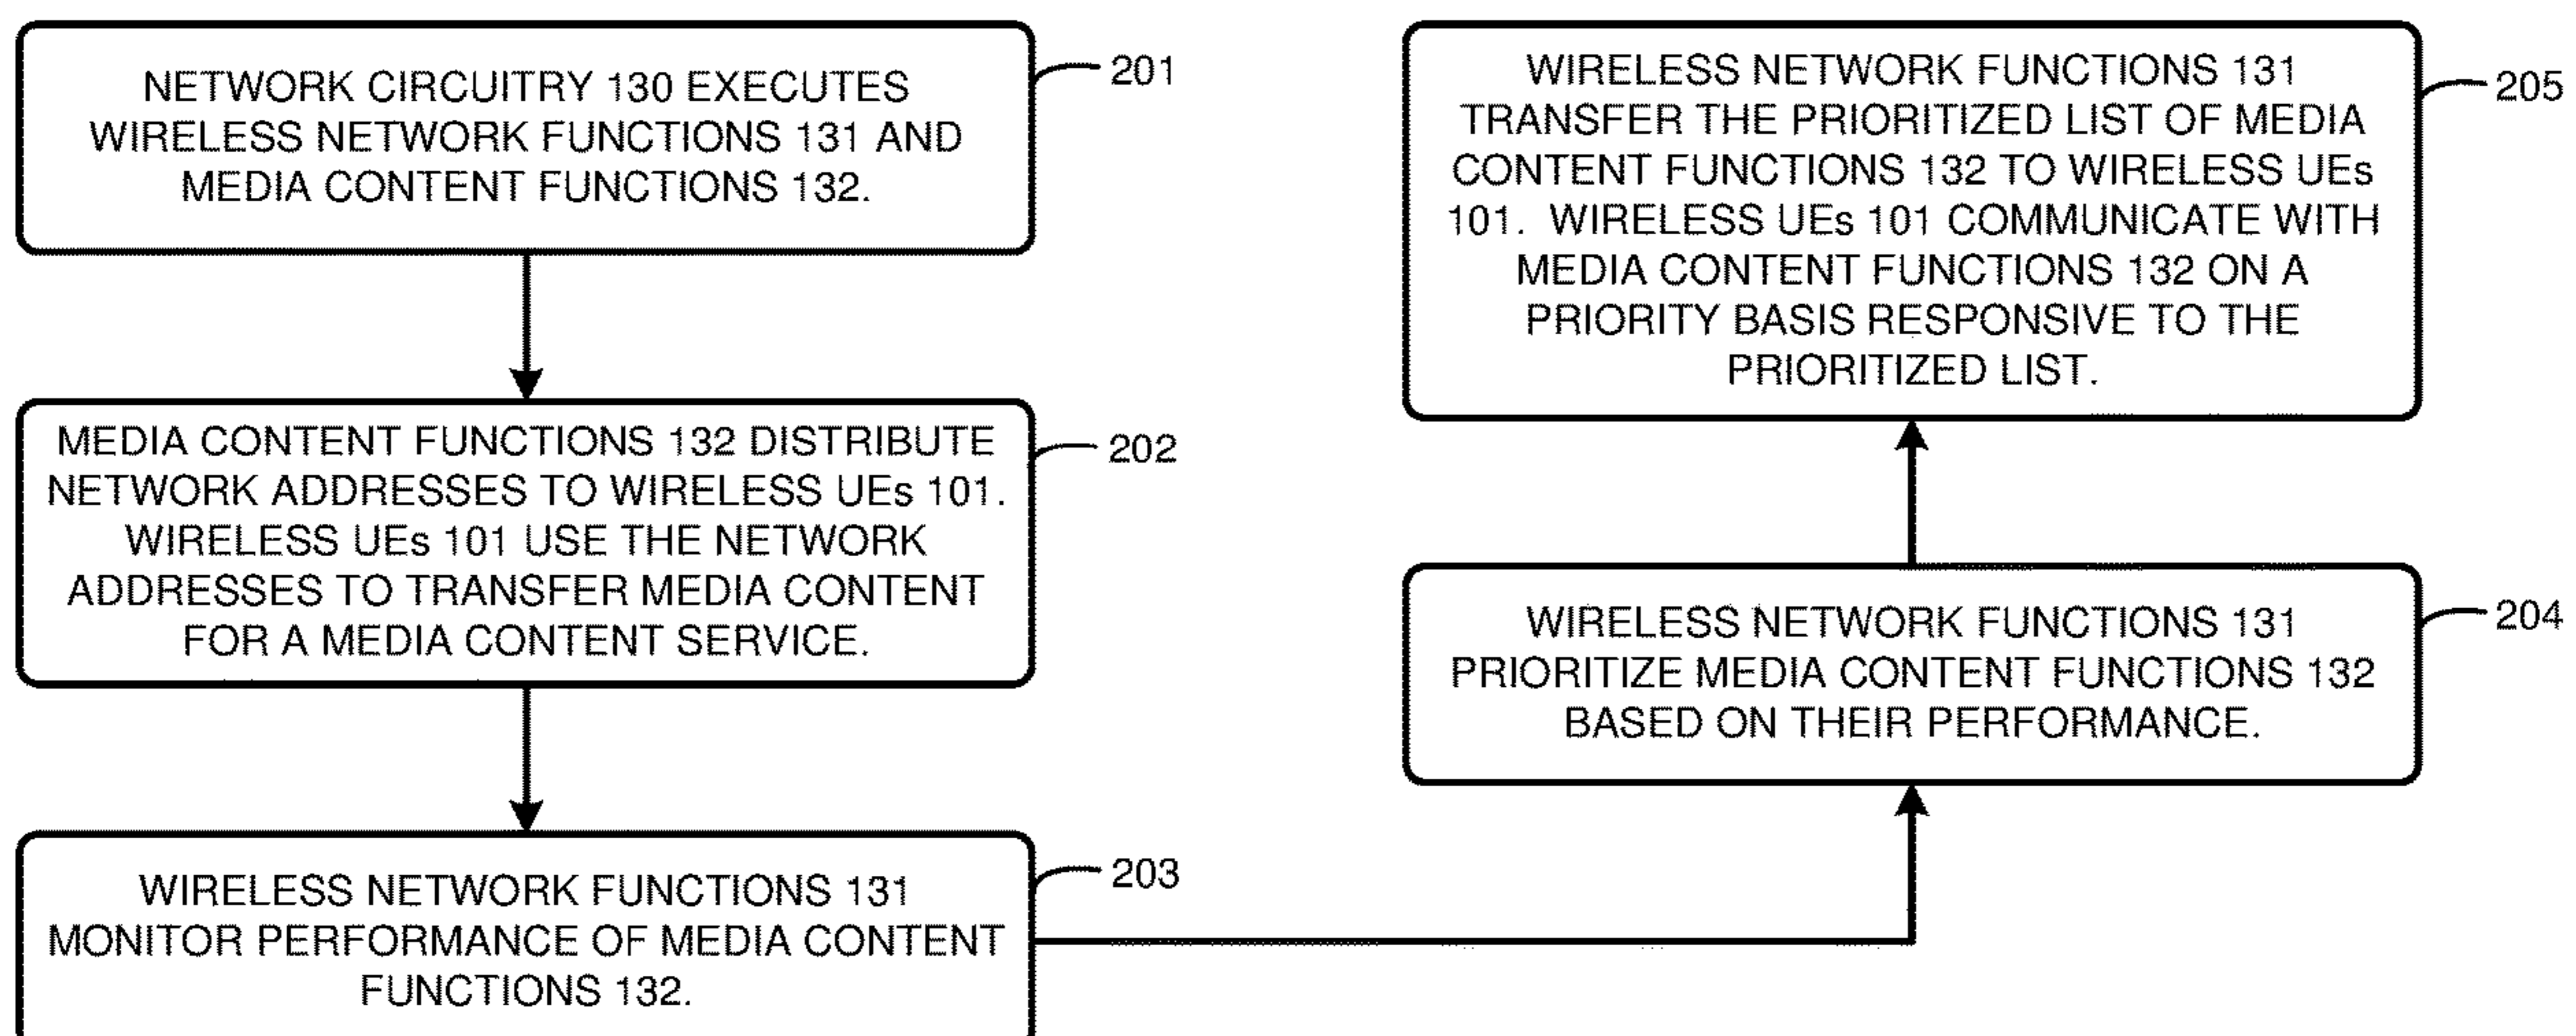 NETWORK CIRCUITRY 130 EXECUTES
WIRELESS NETWORK FUNCTIONS 131 AND
MEDIA CONTENT FUNCTIONS 132.
201
MEDIA CONTENT FUNCTIONS 132 DISTRIBUTE
NETWORK ADDRESSES TO WIRELESS UEs 101.
WIRELESS UEs 101 USE THE NETWORK
ADDRESSES TO TRANSFER MEDIA CONTENT
FOR A MEDIA CONTENT SERVICE.
202
WIRELESS NETWORK FUNCTIONS 131
MONITOR PERFORMANCE OF MEDIA CONTENT
FUNCTIONS 132.
203
WIRELESS NETWORK FUNCTIONS 131
PRIORITIZE MEDIA CONTENT FUNCTIONS 132
BASED ON THEIR PERFORMANCE.
204
WIRELESS NETWORK FUNCTIONS 131
TRANSFER THE PRIORITIZED LIST OF MEDIA
CONTENT FUNCTIONS 132 TO WIRELESS UEs
101. WIRELESS UEs 101 COMMUNICATE WITH
MEDIA CONTENT FUNCTIONS 132 ON A
PRIORITY BASIS RESPONSIVE TO THE
PRIORITIZED LIST.
205